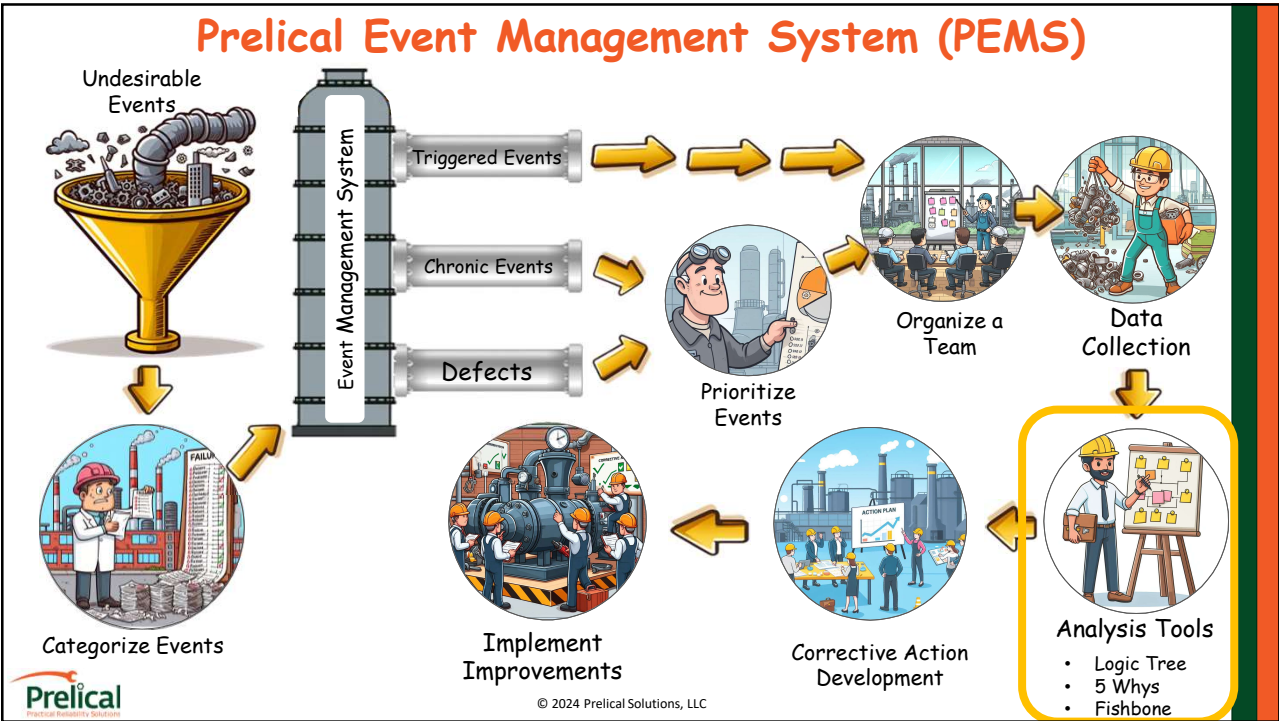 Prelical Event Management System (PEMS)
Undesirable
Events
Event Management System
Triggered Events
Chronic Events
Defects
Prioritize
Events
Organize a
Team
Data
Collection
FAILUR
Categorize Events
Implement
Improvements
ACTION PLAN
Corrective Action
Development
Analysis Tools
• Logic Tree
• 5 Whys
• Fishbone
Prelical
Practical Reliability Solutions
© 2024 Prelical Solutions, LLC